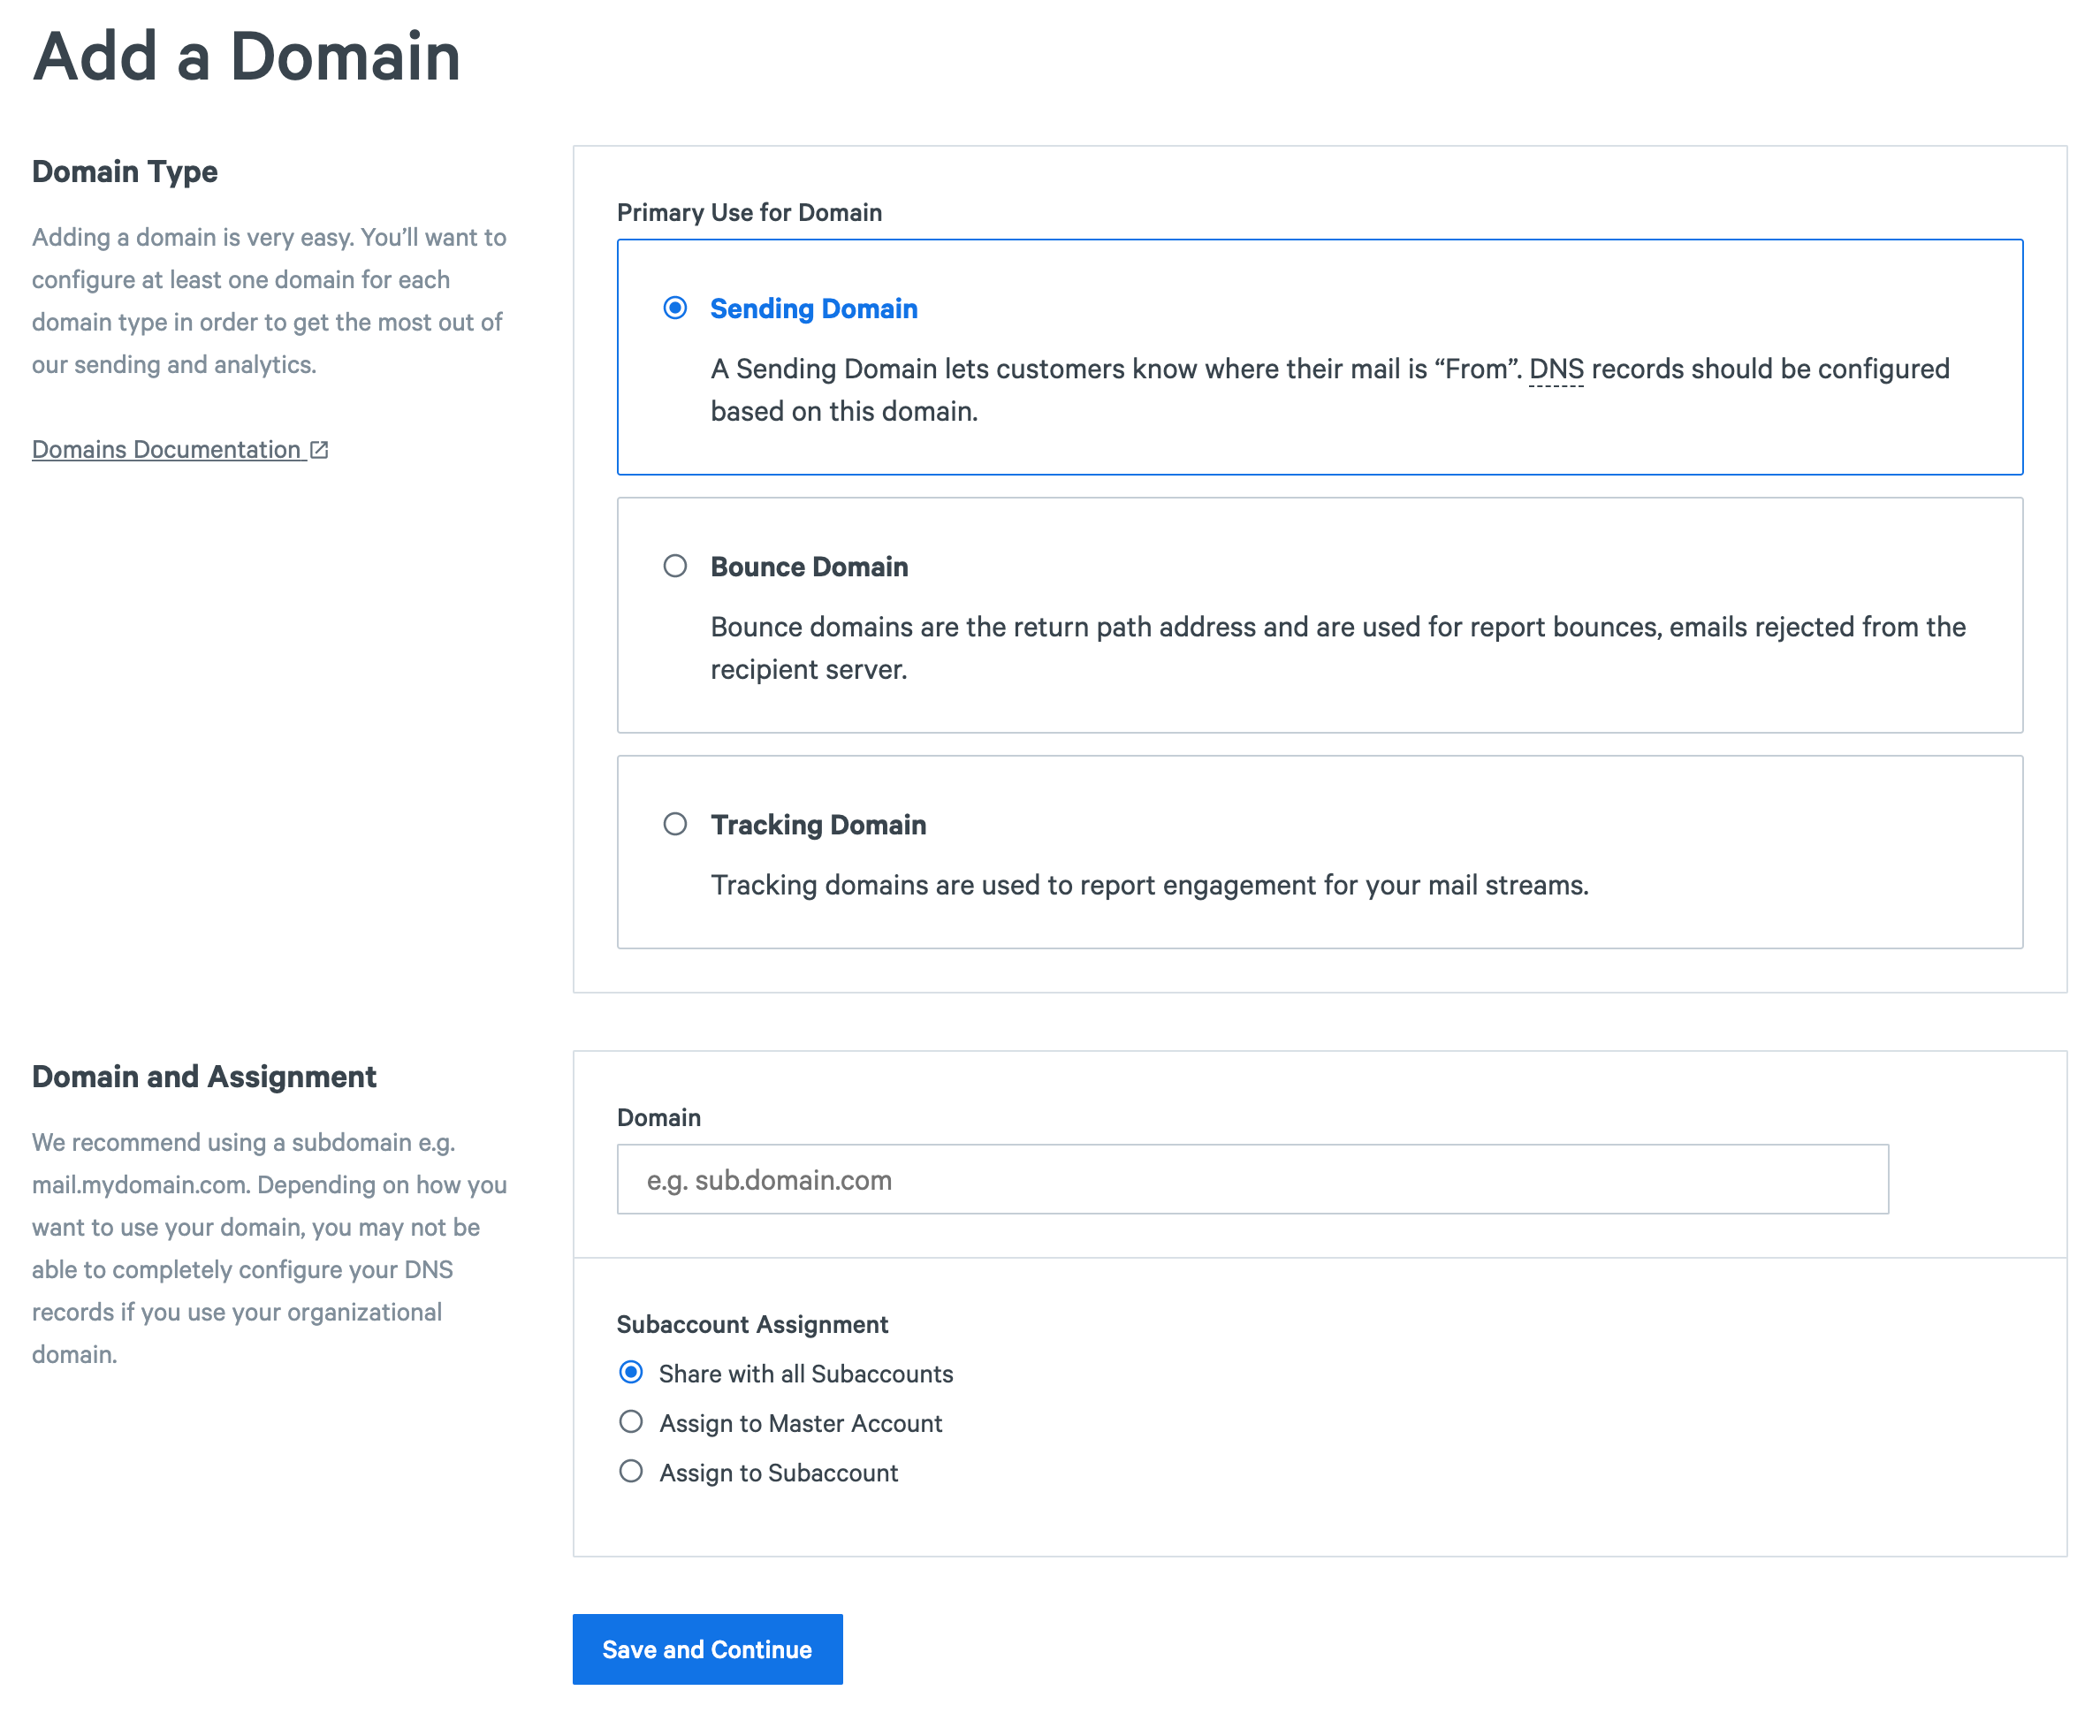 Add a Domain
Domain Type
Adding a domain is very easy. You’ll want to
configure at least one domain for each
domain type in order to get the most out of
our sending and analytics.
Domains Documentation
Primary Use for Domain
Sending Domain
A Sending Domain lets customers know where their mail is “From”. DNS records should be configured
based on this domain.
Bounce Domain
Bounce domains are the return path address and are used for report bounces, emails rejected from the
recipient server.
Tracking Domain
Tracking domains are used to report engagement for your mail streams.
Domain and Assignment
We recommend using a subdomain e.g.
mail.mydomain.com. Depending on how you
want to use your domain, you may not be
able to completely configure your DNS
records if you use your organizational
domain.
Domain
e.g. sub.domain.com
Subaccount Assignment
Share with all Subaccounts
Assign to Master Account
Assign to Subaccount
Save and Continue